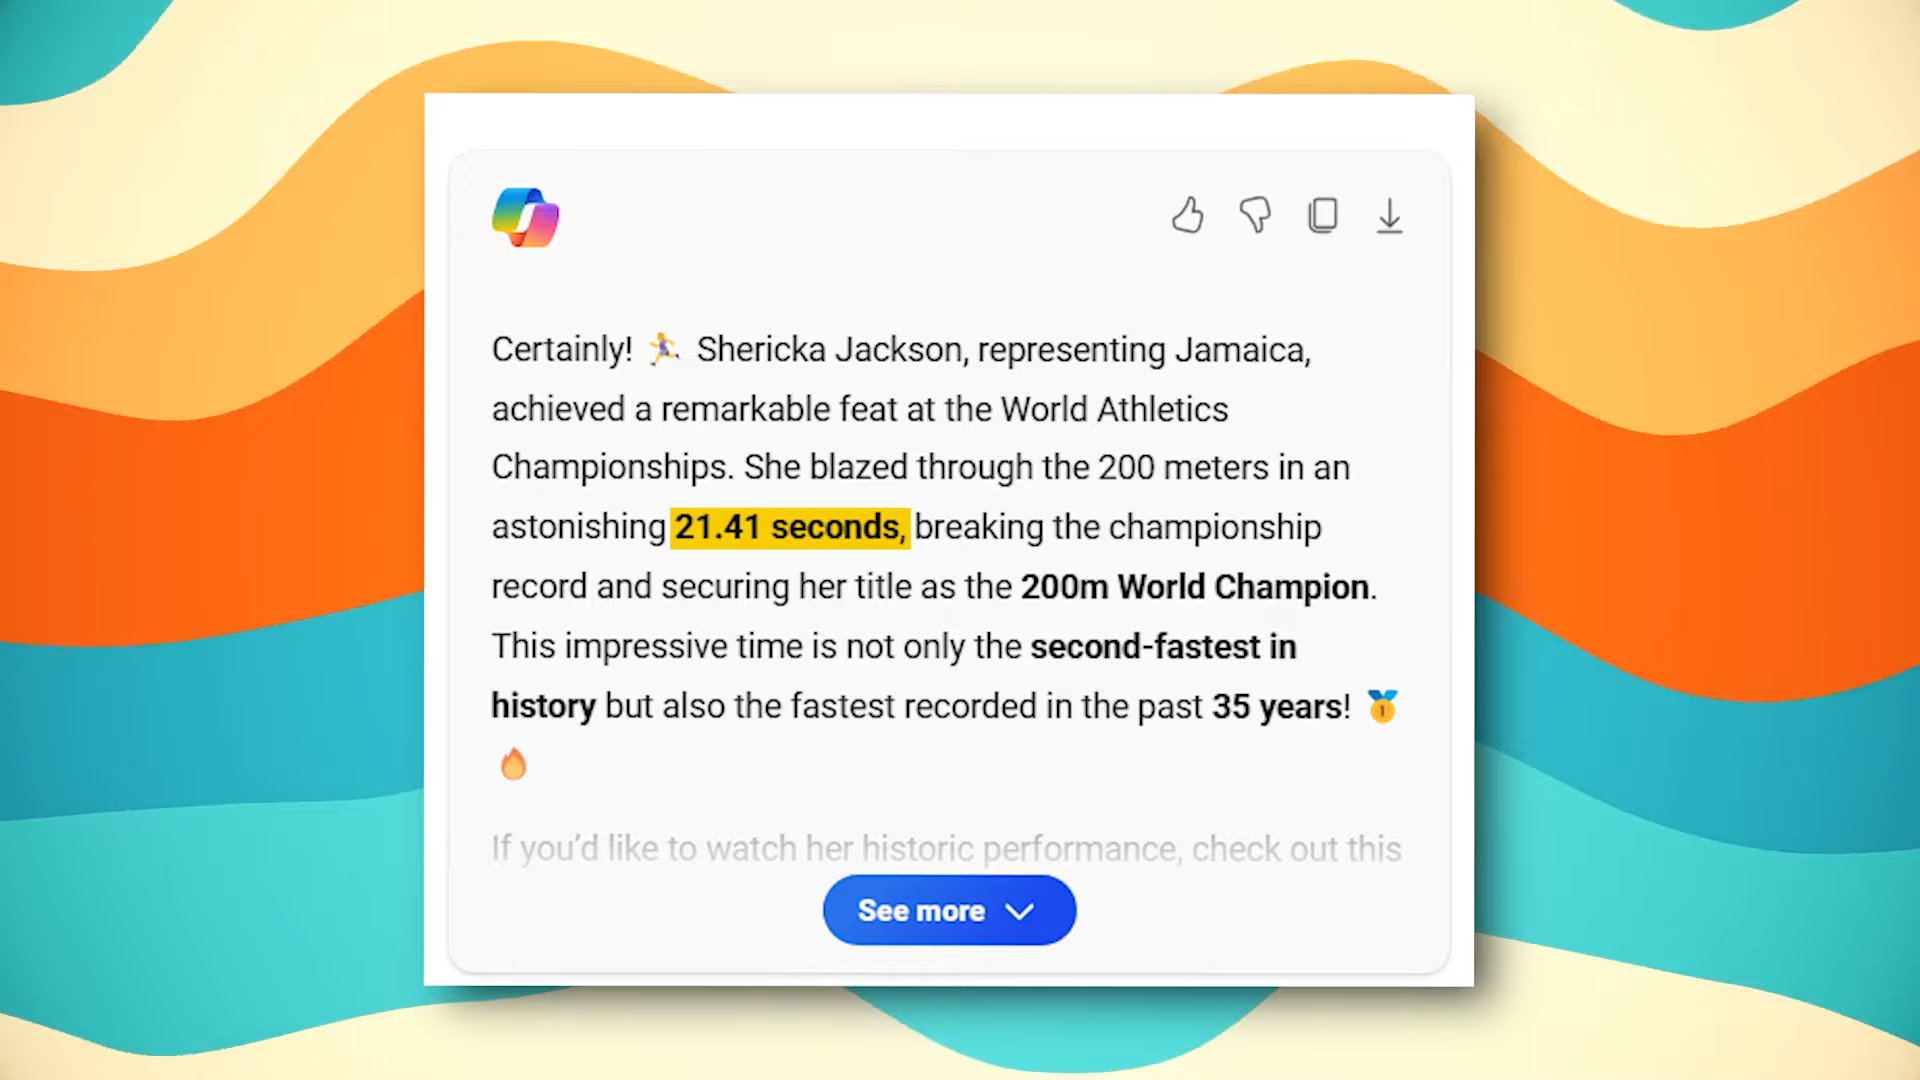 Certainly! 🏃‍♀️ Shericka Jackson, representing Jamaica,
achieved a remarkable feat at the World Athletics
Championships. She blazed through the 200 meters in an
astonishing 21.41 seconds, breaking the championship
record and securing her title as the 200m World Champion.
This impressive time is not only the second-fastest in
history but also the fastest recorded in the past 35 years! 🥇
🔥
If you’d like to watch her historic performance, check out this
See more